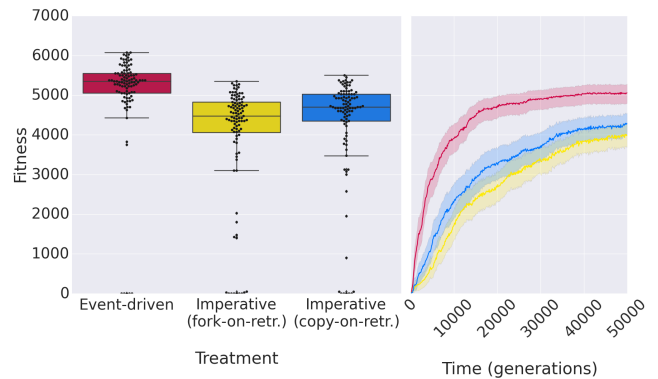 7000
6000
5000
4000
3000
2000
1000
0
Fitness
Event-driven
Imperative
(fork-on-retr.)
Imperative
(copy-on-retr.)
Treatment
0
10000
20000
30000
40000
50000
Time (generations)